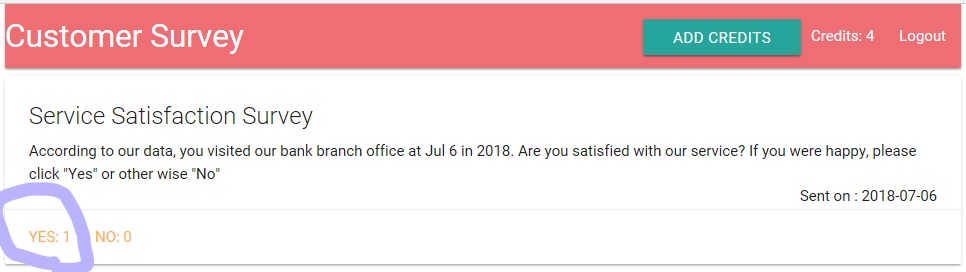 Customer Survey
ADD CREDITS
Credits: 4
Logout
Service Satisfaction Survey
According to our data, you visited our bank branch office at Jul 6 in 2018. Are you satisfied with our service? If you were happy, please
click "Yes" or other wise "No"
Sent on : 2018-07-06
YES: 1
NO: 0